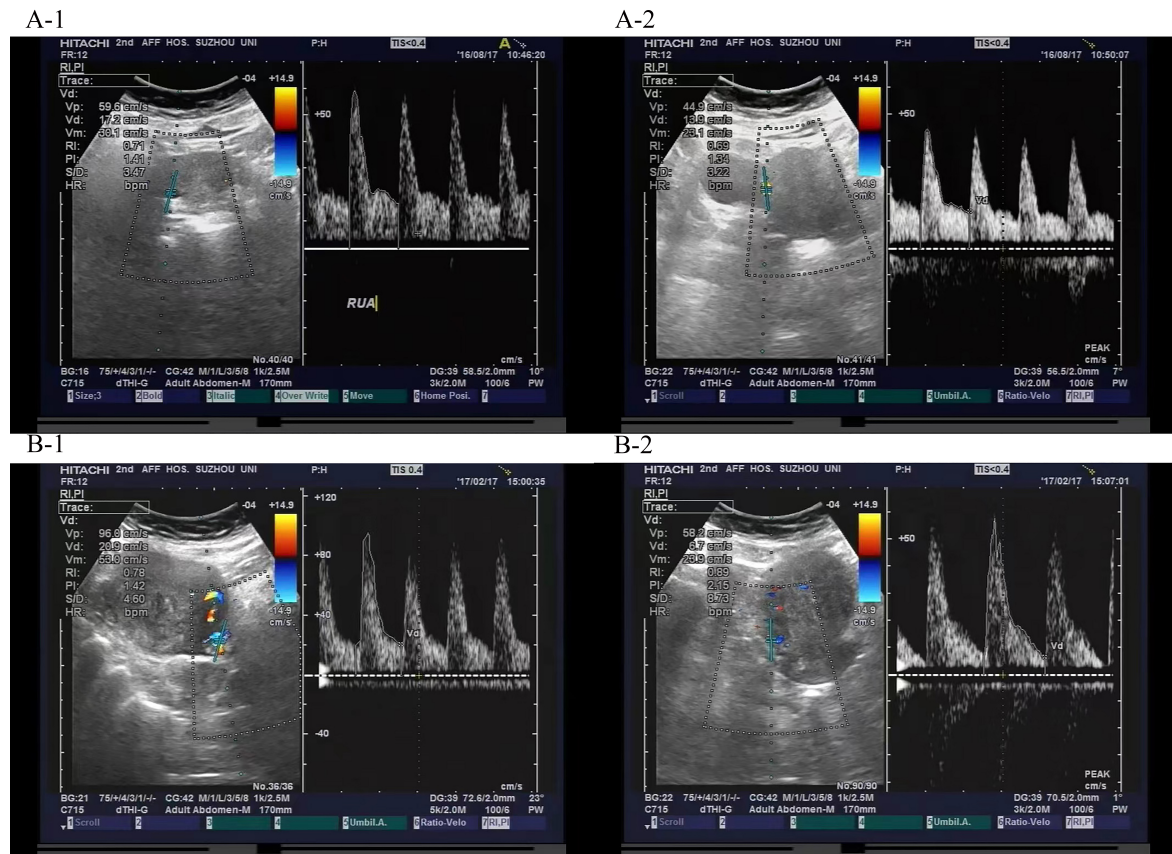 A-1
HITACHI 2nd AFF HOS. SUZHOU UNI P:H TIS<0.4 A
FR:12 '16/08/17 10:46:20
RI,PI
Trace: -04 +14.9
Vd:
Vp: 59.6 cm/s
Vd: 17.2 cm/s
Vm: 30.1 cm/s
RI: 0.71
PI: 1.41
S/D: 3.47 -14.9
HR: bpm cm/s
+50
RUA
No.40/40 cm/s
BG:16 75/+/4/3/1/-/- CG:42 M/1/L/3/5/8 1k/2.5M DG:39 58.5/2.0mm 10°
C715 dTHI-G Adult Abdomen-M 170mm 3k/2.0M 100/6 PW
1 Size;3 2 Bold 3 Italic 4 Over Write 5 Move 6 Home Posi. 7
A-2
HITACHI 2nd AFF HOS. SUZHOU UNI P:H TIS<0.4
FR:12 '16/08/17 10:50:07
RI,PI
Trace: -04 +14.9
Vd:
Vp: 44.9 cm/s
Vd: 13.9 cm/s
Vm: 23.1 cm/s
RI: 0.69
PI: 1.34
S/D: 3.22 -14.9
HR: bpm cm/s
+50
Vd
PEAK
No.41/41 cm/s
BG:22 75/+/4/3/1/-/- CG:42 M/1/L/3/5/8 1k/2.5M DG:39 56.5/2.0mm 7°
C715 dTHI-G Adult Abdomen-M 170mm 3k/2.0M 100/6 PW
1 Scroll 2 3 4 5 Umbil.A. 6 Ratio-Velo 7 RI,PI
B-1
HITACHI 2nd AFF HOS. SUZHOU UNI P:H TIS 0.4
FR:12 '17/02/17 15:00:35
RI,PI
Trace: -04 +14.9
Vd:
Vp: 96.0 cm/s
Vd: 20.9 cm/s
Vm: 53.0 cm/s
RI: 0.78
PI: 1.42
S/D: 4.60 -14.9
HR: bpm cm/s
+120
+80
+40
Vd
-40
No.36/36 cm/s
BG:21 75/+/4/3/1/-/- CG:42 M/1/L/3/5/8 1k/2.5M DG:39 72.6/2.0mm 23°
C715 dTHI-G Adult Abdomen-M 170mm 5k/2.0M 100/6 PW
1 Scroll 2 3 4 5 Umbil.A. 6 Ratio-Velo 7 RI,PI
B-2
HITACHI 2nd AFF HOS. SUZHOU UNI P:H TIS<0.4
FR:12 '17/02/17 15:07:01
RI,PI
Trace: -04 +14.9
Vd:
Vp: 58.2 cm/s
Vd: 6.7 cm/s
Vm: 23.9 cm/s
RI: 0.89
PI: 2.15
S/D: 8.73 -14.9
HR: bpm cm/s
+50
Vd
PEAK
No.90/90 cm/s
BG:22 75/+/4/3/1/-/- CG:42 M/1/L/3/5/8 1k/2.5M DG:39 70.5/2.0mm 1°
C715 dTHI-G Adult Abdomen-M 170mm 3k/2.0M 100/6 PW
1 Scroll 2 3 4 5 Umbil.A. 6 Ratio-Velo 7 RI,PI